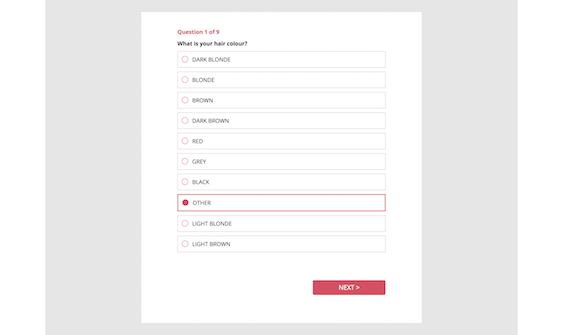 Question 1 of 9
What is your hair colour?
DARK BLONDE
BLONDE
BROWN
DARK BROWN
RED
GREY
BLACK
OTHER
LIGHT BLONDE
LIGHT BROWN
NEXT >